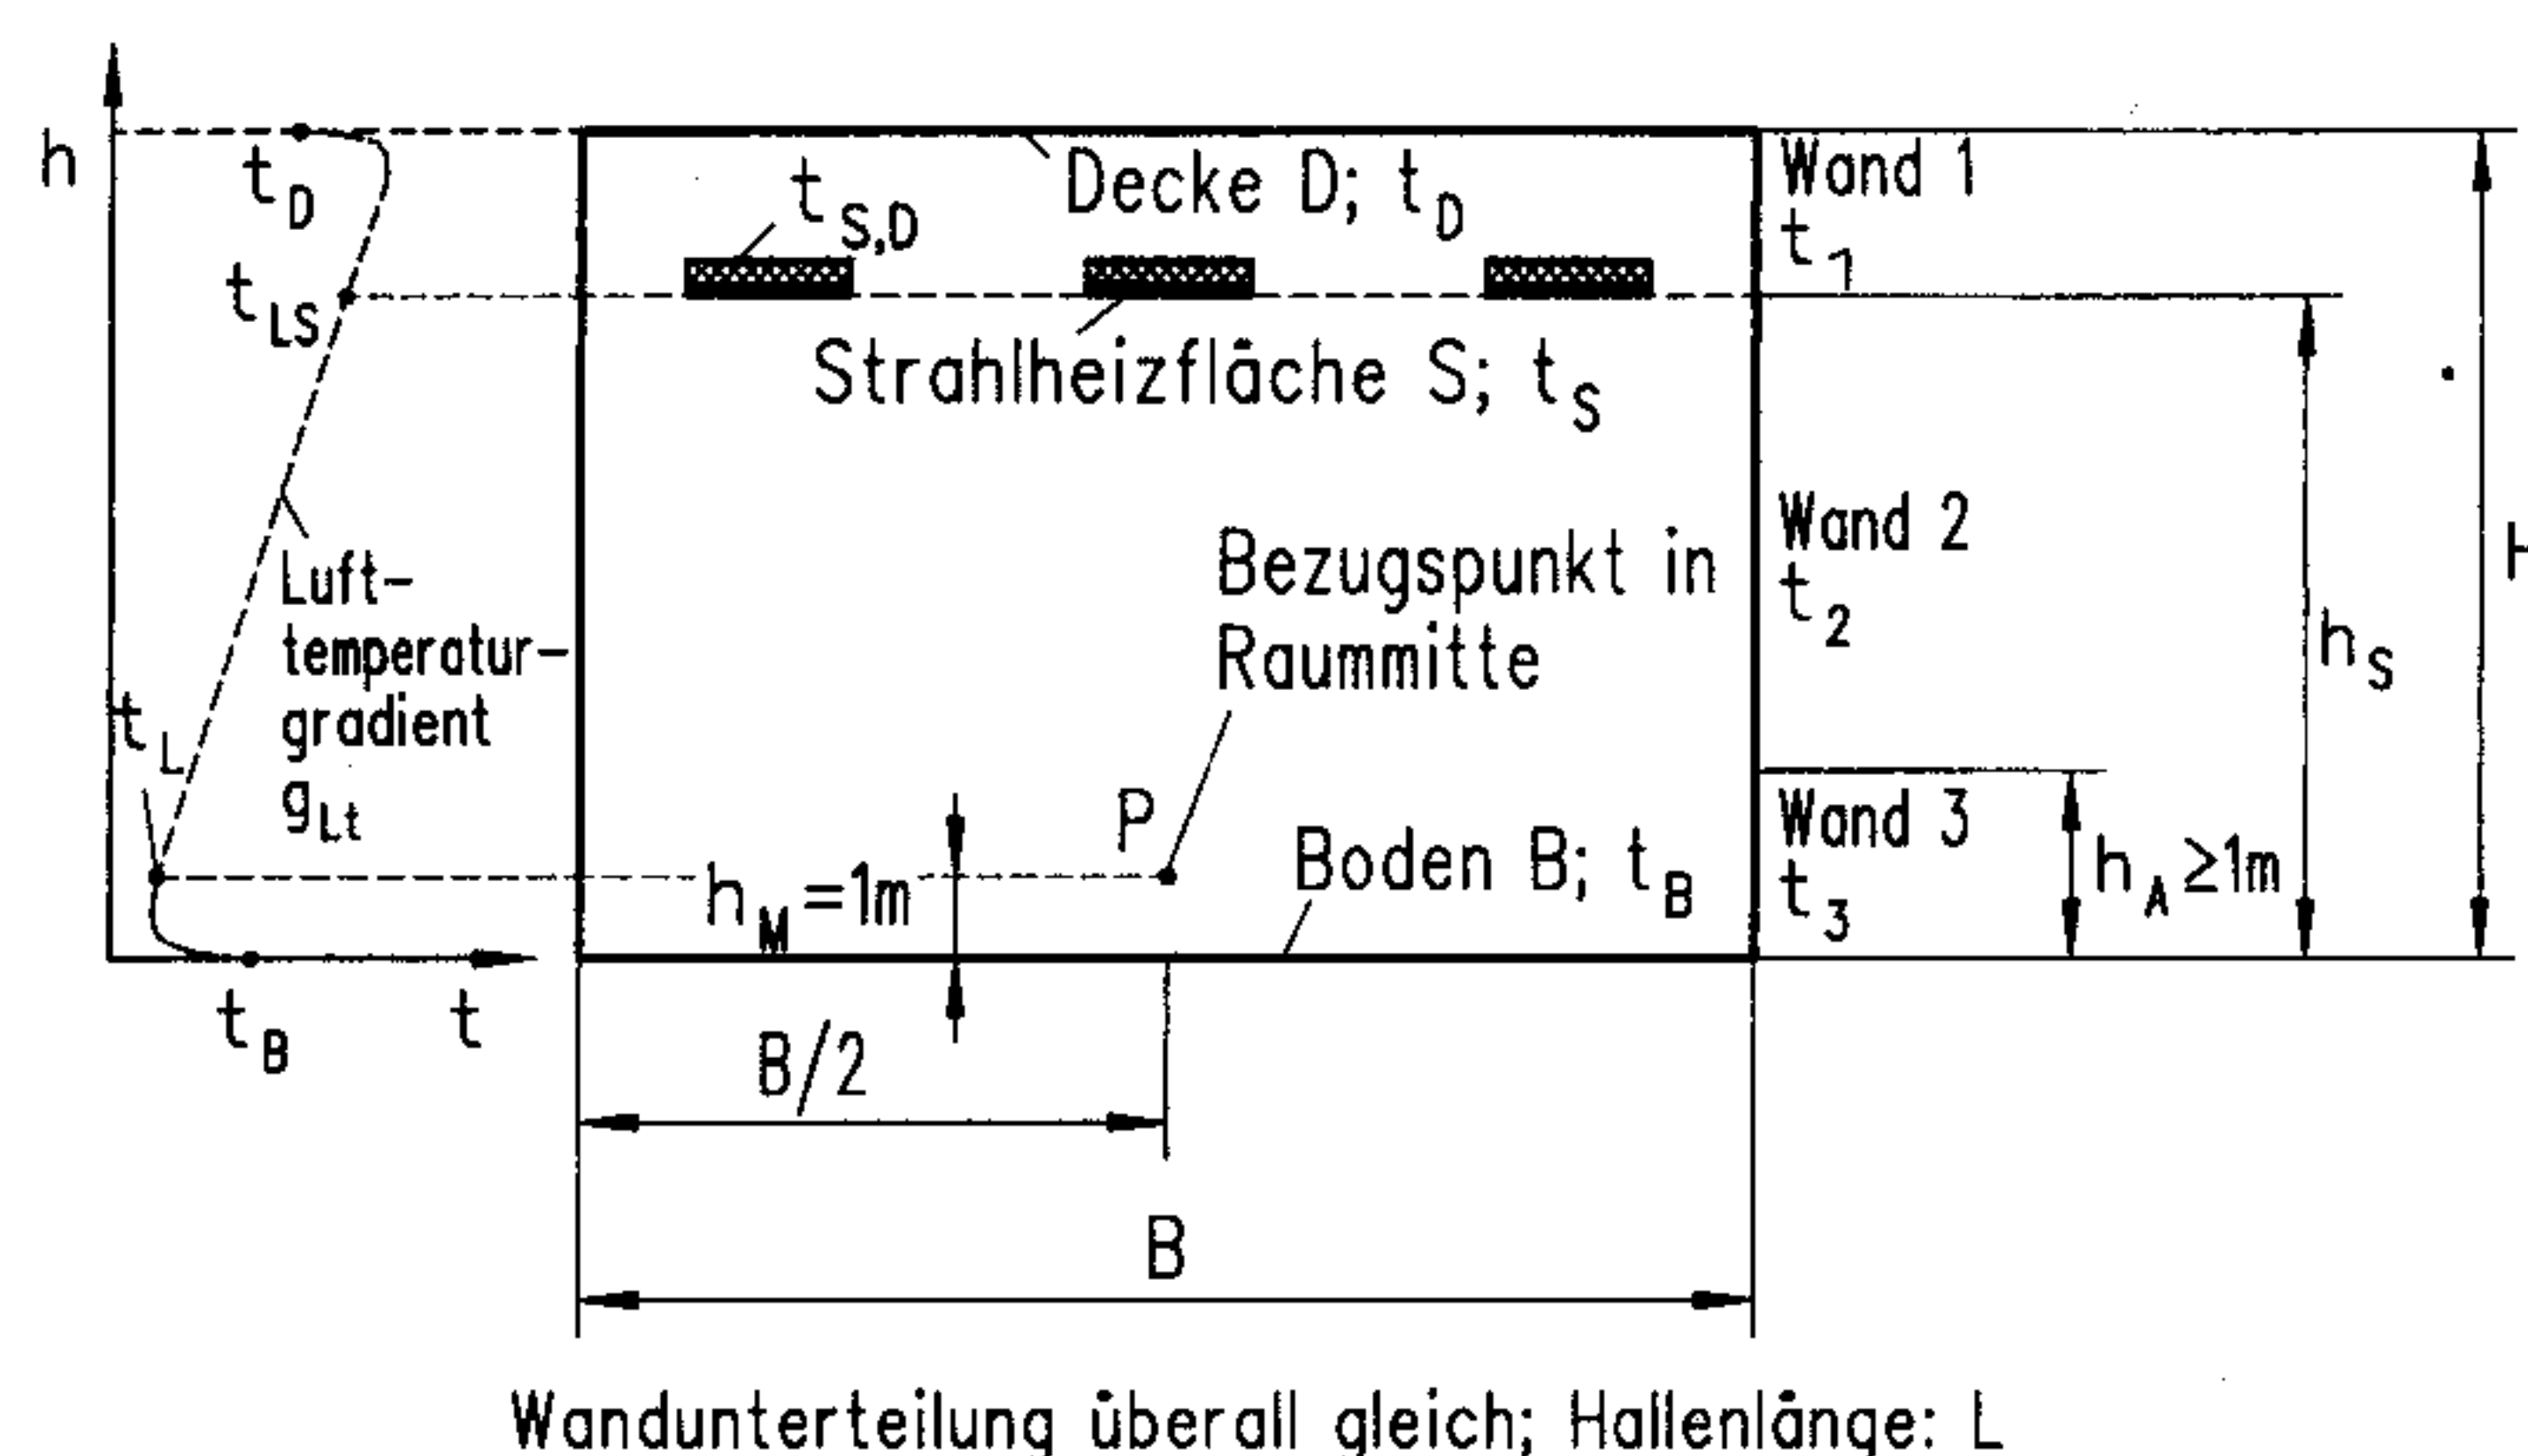 h
t_D
t_LS
Luft-
temperatur-
gradient
g_Lt
t_L
t_B
t
t_S,D
Decke D; t_D
Strahlheizfläche S; t_S
Bezugspunkt in
Raummitte
P
h_M=1m
Boden B; t_B
B/2
B
Wand 1
t_1
Wand 2
t_2
Wand 3
t_3
h_A≥1m
h_S
Wandunterteilung überall gleich; Hallenlänge: L